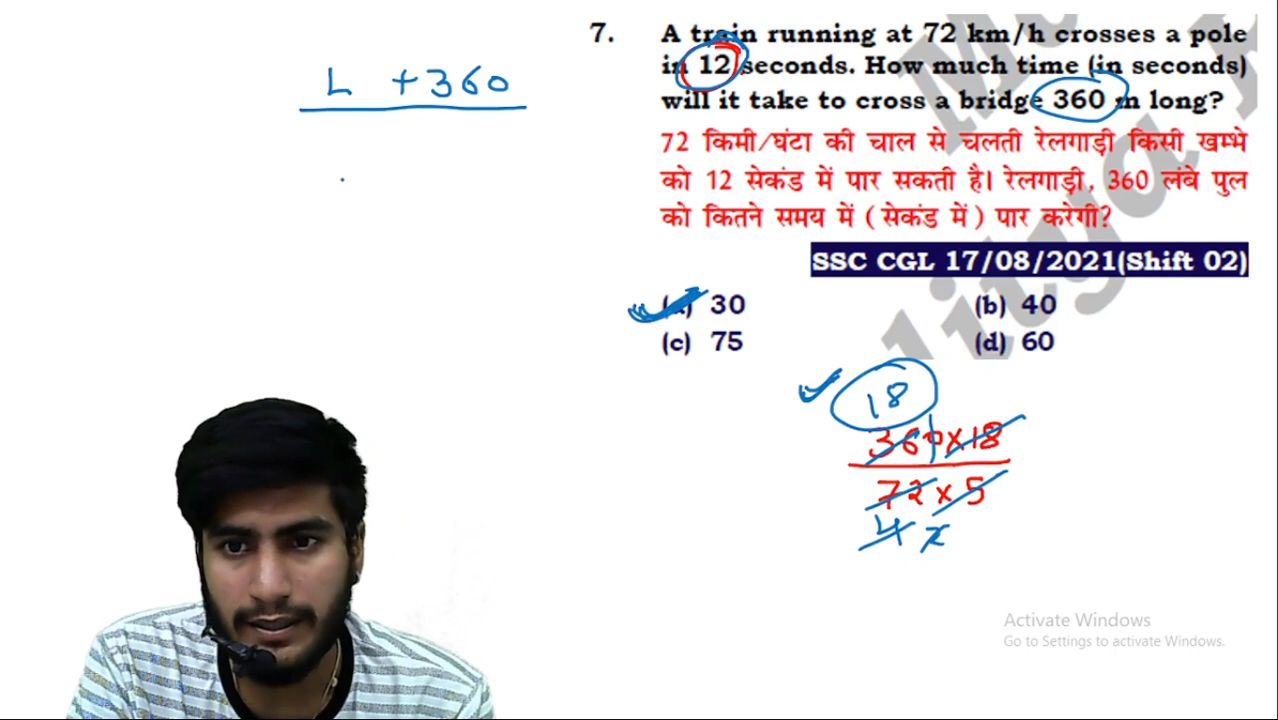 7. A train running at 72 km/h crosses a pole
in 12 seconds. How much time (in seconds)
will it take to cross a bridge 360 m long?
72 किमी/घंटा की चाल से चलती रेलगाड़ी किसी खम्भे
को 12 सेकंड में पार सकती है। रेलगाड़ी, 360 लंबे पुल
को कितने समय में ( सेकंड में ) पार करेगी?
SSC CGL 17/08/2021(Shift 02)
(a) 30 (b) 40
(c) 75 (d) 60
L + 360
18
360 × 18
72 × 5
4
Activate Windows
Go to Settings to activate Windows.